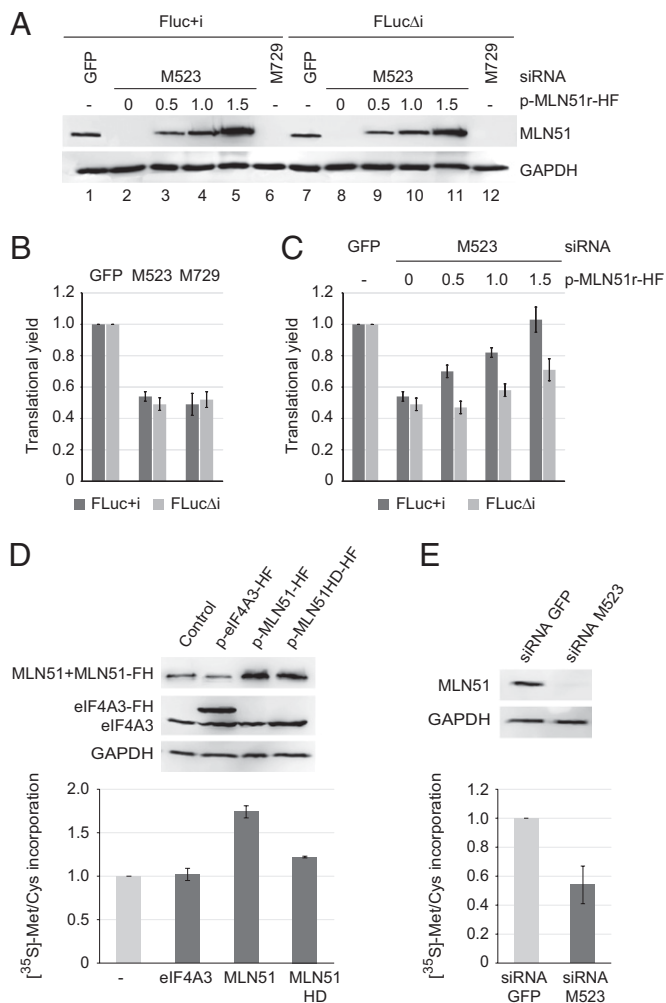 A
Fluc+i FLucΔi
GFP M523 M729 GFP M523 M729 siRNA
- 0 0.5 1.0 1.5 - - 0 0.5 1.0 1.5 - p-MLN51r-HF
MLN51
GAPDH
1 2 3 4 5 6 7 8 9 10 11 12
B
GFP M523 M729
Translational yield
1.2
1.0
0.8
0.6
0.4
0.2
0
FLuc+i FLucΔi
C
GFP M523 siRNA
- 0 0.5 1.0 1.5 p-MLN51r-HF
Translational yield
1.2
1.0
0.8
0.6
0.4
0.2
0
FLuc+i FLucΔi
D
Control p-eIF4A3-HF p-MLN51-HF p-MLN51HD-HF
MLN51+MLN51-FH
eIF4A3-FH
eIF4A3
GAPDH
[³⁵S]-Met/Cys incorporation
2.0
1.5
1.0
0.5
0.0
- eIF4A3 MLN51 MLN51
HD
E
siRNA GFP siRNA M523
MLN51
GAPDH
[³⁵S]-Met/Cys incorporation
1.2
1.0
0.8
0.6
0.4
0.2
0
siRNA siRNA
GFP M523